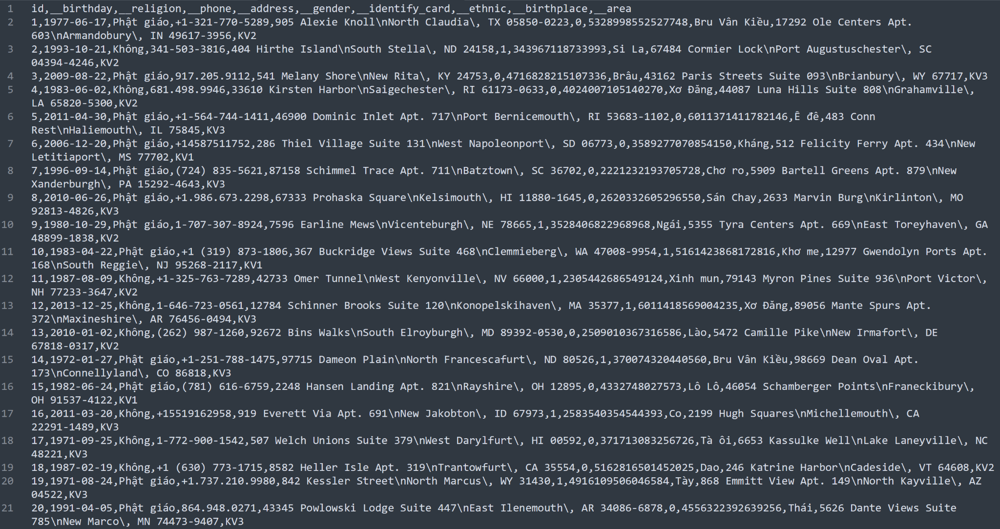 1 id,__birthday,__religion,__phone,__address,__gender,__identify_card,__ethnic,__birthplace,__area
2 1,1977-06-17,Phật giáo,+1-321-770-5289,905 Alexie Knoll\nNorth Claudia\, TX 05850-0223,0,5328998552527748,Bru Vân Kiều,17292 Ole Centers Apt.
603\nArmandobury\, IN 49617-3956,KV2
3 2,1993-10-21,Không,341-503-3816,404 Hirthe Island\nSouth Stella\, ND 24158,1,343967118733993,Si La,67484 Cormier Lock\nPort Augustuschester\, SC
04394-4246,KV2
4 3,2009-08-22,Phật giáo,917.205.9112,541 Melany Shore\nNew Rita\, KY 24753,0,4716828215107336,Brâu,43162 Paris Streets Suite 093\nBrianbury\, WY 67717,KV3
5 4,1983-06-02,Không,681.498.9946,33610 Kirsten Harbor\nSaigechester\, RI 61173-0633,0,4024007105140270,Xơ Đăng,44087 Luna Hills Suite 808\nGrahamville\,
LA 65820-5300,KV2
6 5,2011-04-30,Phật giáo,+1-564-744-1411,46900 Dominic Inlet Apt. 717\nPort Bernicemouth\, RI 53683-1102,0,6011371411782146,Ê đê,483 Conn
Rest\nHaliemouth\, IL 75845,KV3
7 6,2006-12-20,Phật giáo,+14587511752,286 Thiel Village Suite 131\nWest Napoleonport\, SD 06773,0,3589277070854150,Kháng,512 Felicity Ferry Apt. 434\nNew
Letitiaport\, MS 77702,KV1
8 7,1996-09-14,Phật giáo,(724) 835-5621,87158 Schimmel Trace Apt. 711\nBatztown\, SC 36702,0,2221232193705728,Chơ ro,5909 Bartell Greens Apt. 879\nNew
Xanderburgh\, PA 15292-4643,KV3
9 8,2010-06-26,Phật giáo,+1.986.673.2298,67333 Prohaska Square\nKelsimouth\, HI 11880-1645,0,2620332605296550,Sán Chay,2633 Marvin Burg\nKirlinton\, MO
92813-4826,KV3
10 9,1980-10-29,Phật giáo,1-707-307-8924,7596 Earline Mews\nVicenteburgh\, NE 78665,1,3528406822968968,Ngái,5355 Tyra Centers Apt. 669\nEast Toreyhaven\, GA
48899-1838,KV2
11 10,1983-04-22,Phật giáo,+1 (319) 873-1806,367 Buckridge Views Suite 468\nClemmieberg\, WA 47008-9954,1,5161423868172816,Khơ me,12977 Gwendolyn Ports Apt.
168\nSouth Reggie\, NJ 95268-2117,KV1
12 11,1987-08-09,Không,+1-325-763-7289,42733 Omer Tunnel\nWest Kenyonville\, NV 66000,1,2305442686549124,Xinh mun,79143 Myron Pines Suite 936\nPort Victor\,
NH 77233-3647,KV2
13 12,2013-12-25,Không,1-646-723-0561,12784 Schinner Brooks Suite 120\nKonopelskihaven\, MA 35377,1,6011418569004235,Xơ Đăng,89056 Mante Spurs Apt.
372\nMaxineshire\, AR 76456-0494,KV3
14 13,2010-01-02,Không,(262) 987-1260,92672 Bins Walks\nSouth Elroyburgh\, MD 89392-0530,0,2509010367316586,Lào,5472 Camille Pike\nNew Irmafort\, DE
67818-0317,KV2
15 14,1972-01-27,Phật giáo,+1-251-788-1475,97715 Dameon Plain\nNorth Francescafurt\, ND 80526,1,370074320440560,Bru Vân Kiều,98669 Dean Oval Apt.
173\nConnellyland\, CO 86818,KV3
16 15,1982-06-24,Phật giáo,(781) 616-6759,2248 Hansen Landing Apt. 821\nRayshire\, OH 12895,0,4332748027573,Lô Lô,46054 Schamberger Points\nFraneckibury\,
OH 91537-4122,KV1
17 16,2011-03-20,Không,+15519162958,919 Everett Via Apt. 691\nNew Jakobton\, ID 67973,1,2583540354544393,Co,2199 Hugh Squares\nMichellemouth\, CA
22291-1489,KV3
18 17,1971-09-25,Không,1-772-900-1542,507 Welch Unions Suite 379\nWest Darylfurt\, HI 00592,0,371713083256726,Tà ôi,6653 Kassulke Well\nLake Laneyville\, NC
48221,KV3
19 18,1987-02-19,Không,+1 (630) 773-1715,8582 Heller Isle Apt. 319\nTrantowfurt\, CA 35554,0,5162816501452025,Dao,246 Katrine Harbor\nCadeside\, VT 64608,KV2
20 19,1971-08-24,Phật giáo,+1.737.210.9980,842 Kessler Street\nNorth Marcus\, WY 31430,1,4916109506046584,Tày,868 Emmitt View Apt. 149\nNorth Kayville\, AZ
04522,KV3
21 20,1991-04-05,Phật giáo,864.948.0271,43345 Powlowski Lodge Suite 447\nEast Ilenemouth\, AR 34086-6878,0,4556322392639256,Thái,5626 Dante Views Suite
785\nNew Marco\, MN 74473-9407,KV3